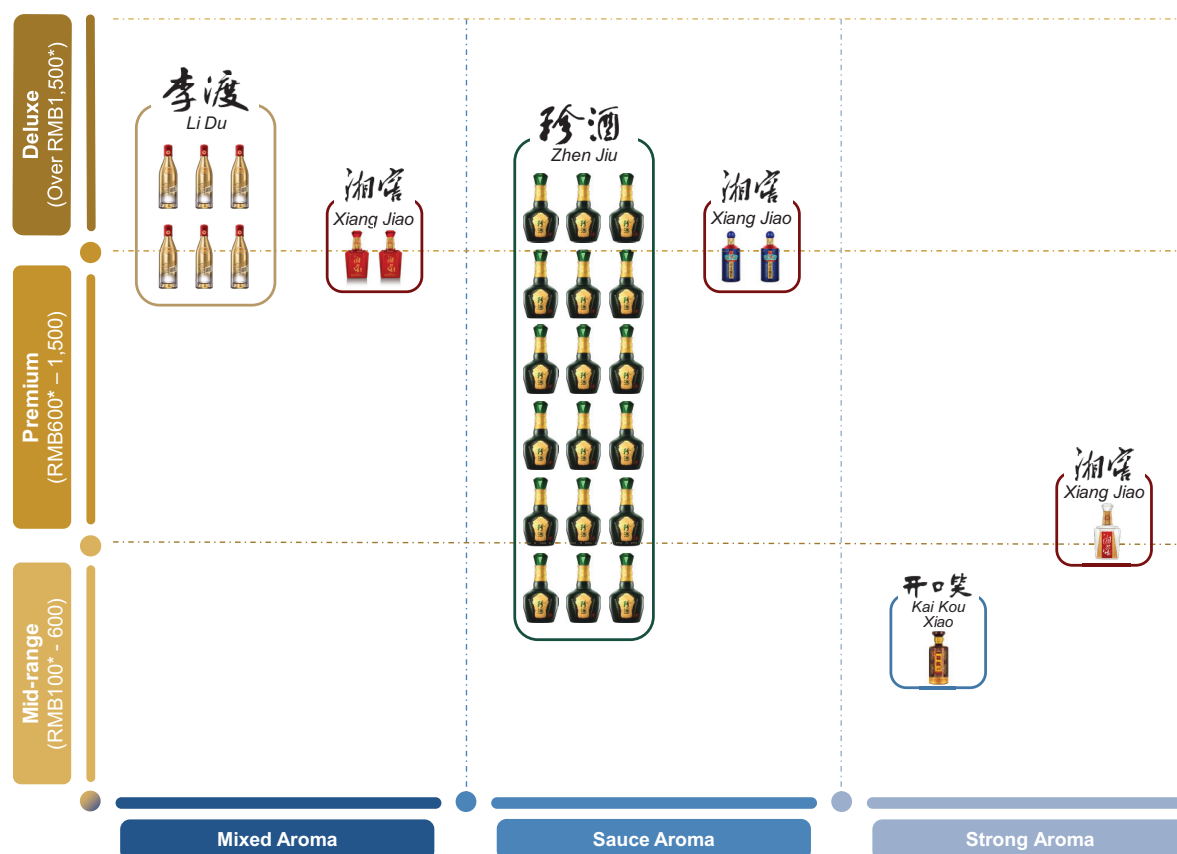 Deluxe
(Over RMB1,500*)
Premium
(RMB600* – 1,500)
Mid-range
(RMB100* - 600)
李渡
Li Du
湘窖
Xiang Jiao
珍酒
Zhen Jiu
湘窖
Xiang Jiao
湘窖
Xiang Jiao
开口笑
Kai Kou
Xiao
Mixed Aroma
Sauce Aroma
Strong Aroma